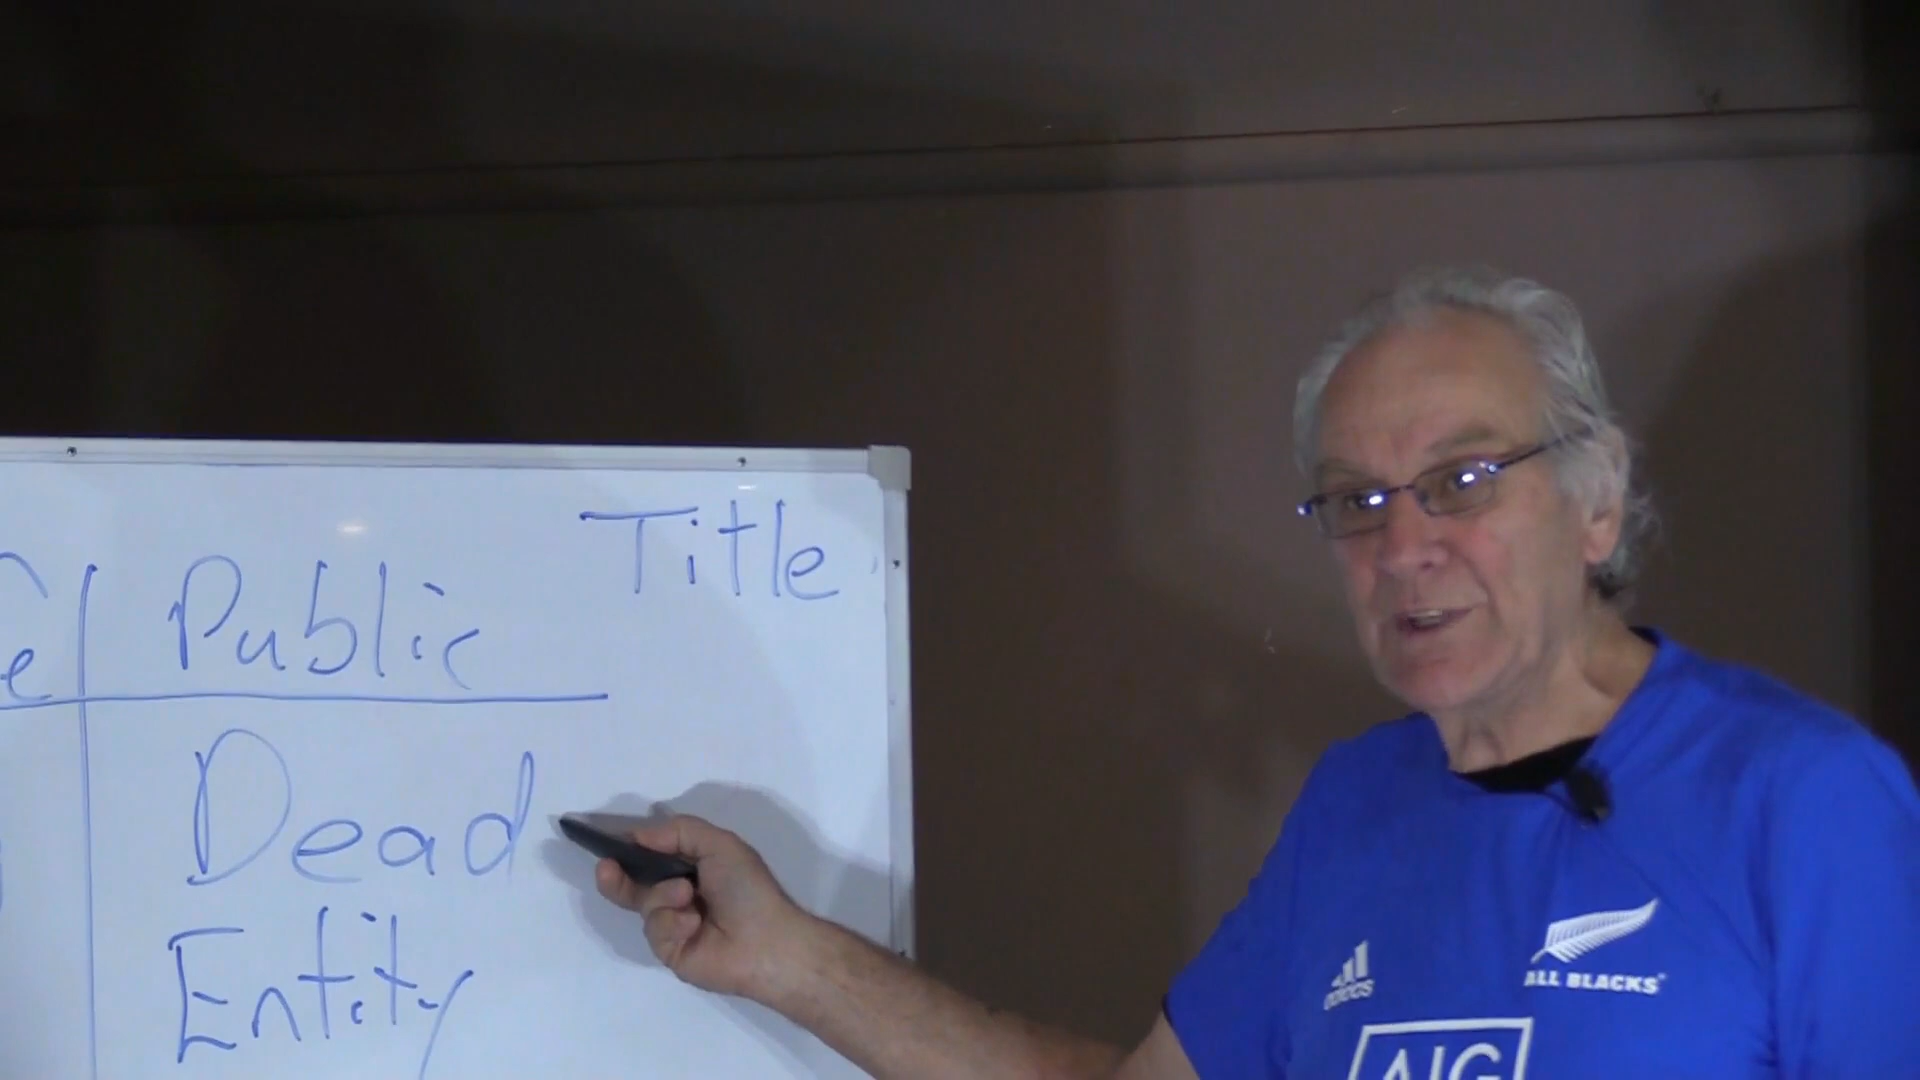 Title
Public
Dead
Entity
adidas
ALL BLACKS
AIG